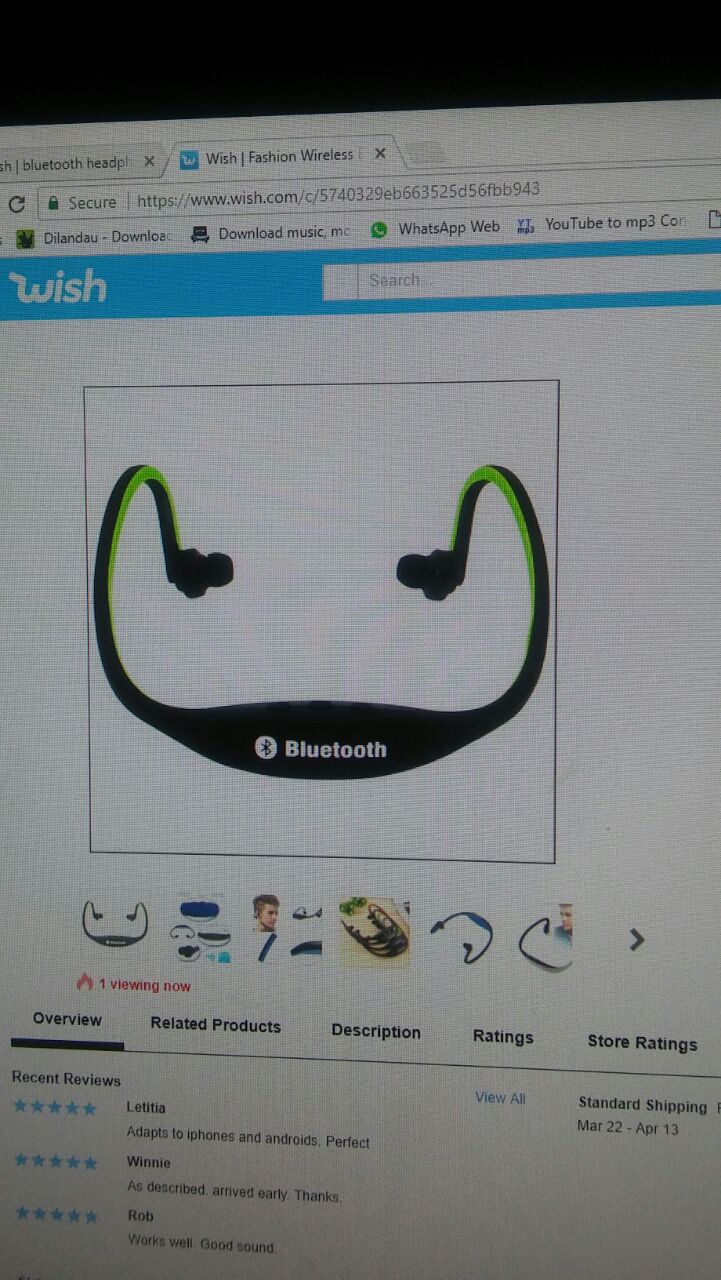 sh | bluetooth headph
Wish | Fashion Wireless
Secure
https://www.wish.com/c/5740329eb663525d56fbb943
Dilandau - Downloac
Download music, mc
WhatsApp Web
YT mp3
YouTube to mp3 Con
wish
Search...
Bluetooth
1 viewing now
Overview
Related Products
Description
Ratings
Store Ratings
Recent Reviews
View All
Standard Shipping
Mar 22 - Apr 13
Letitia
Adapts to iphones and androids. Perfect
Winnie
As described. arrived early. Thanks.
Rob
Works well. Good sound.